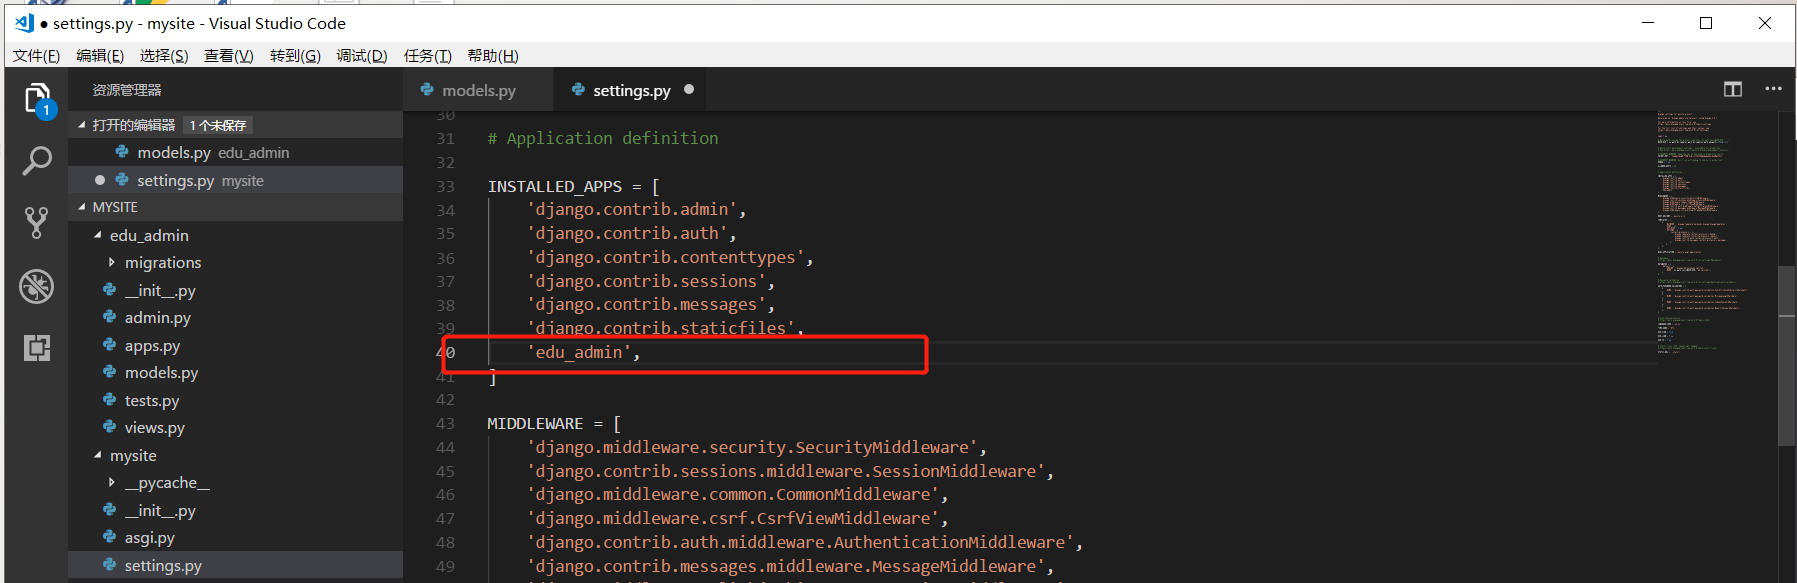 ● settings.py - mysite - Visual Studio Code
文件(F) 编辑(E) 选择(S) 查看(V) 转到(G) 调试(D) 任务(T) 帮助(H)
1
资源管理器
打开的编辑器 1 个未保存
models.py edu_admin
settings.py mysite
MYSITE
edu_admin
migrations
__init__.py
admin.py
apps.py
models.py
tests.py
views.py
mysite
__pycache__
__init__.py
asgi.py
settings.py
models.py settings.py
30
31 # Application definition
32
33 INSTALLED_APPS = [
34 'django.contrib.admin',
35 'django.contrib.auth',
36 'django.contrib.contenttypes',
37 'django.contrib.sessions',
38 'django.contrib.messages',
39 'django.contrib.staticfiles',
40 'edu_admin',
41 ]
42
43 MIDDLEWARE = [
44 'django.middleware.security.SecurityMiddleware',
45 'django.contrib.sessions.middleware.SessionMiddleware',
46 'django.middleware.common.CommonMiddleware',
47 'django.middleware.csrf.CsrfViewMiddleware',
48 'django.contrib.auth.middleware.AuthenticationMiddleware',
49 'django.contrib.messages.middleware.MessageMiddleware',